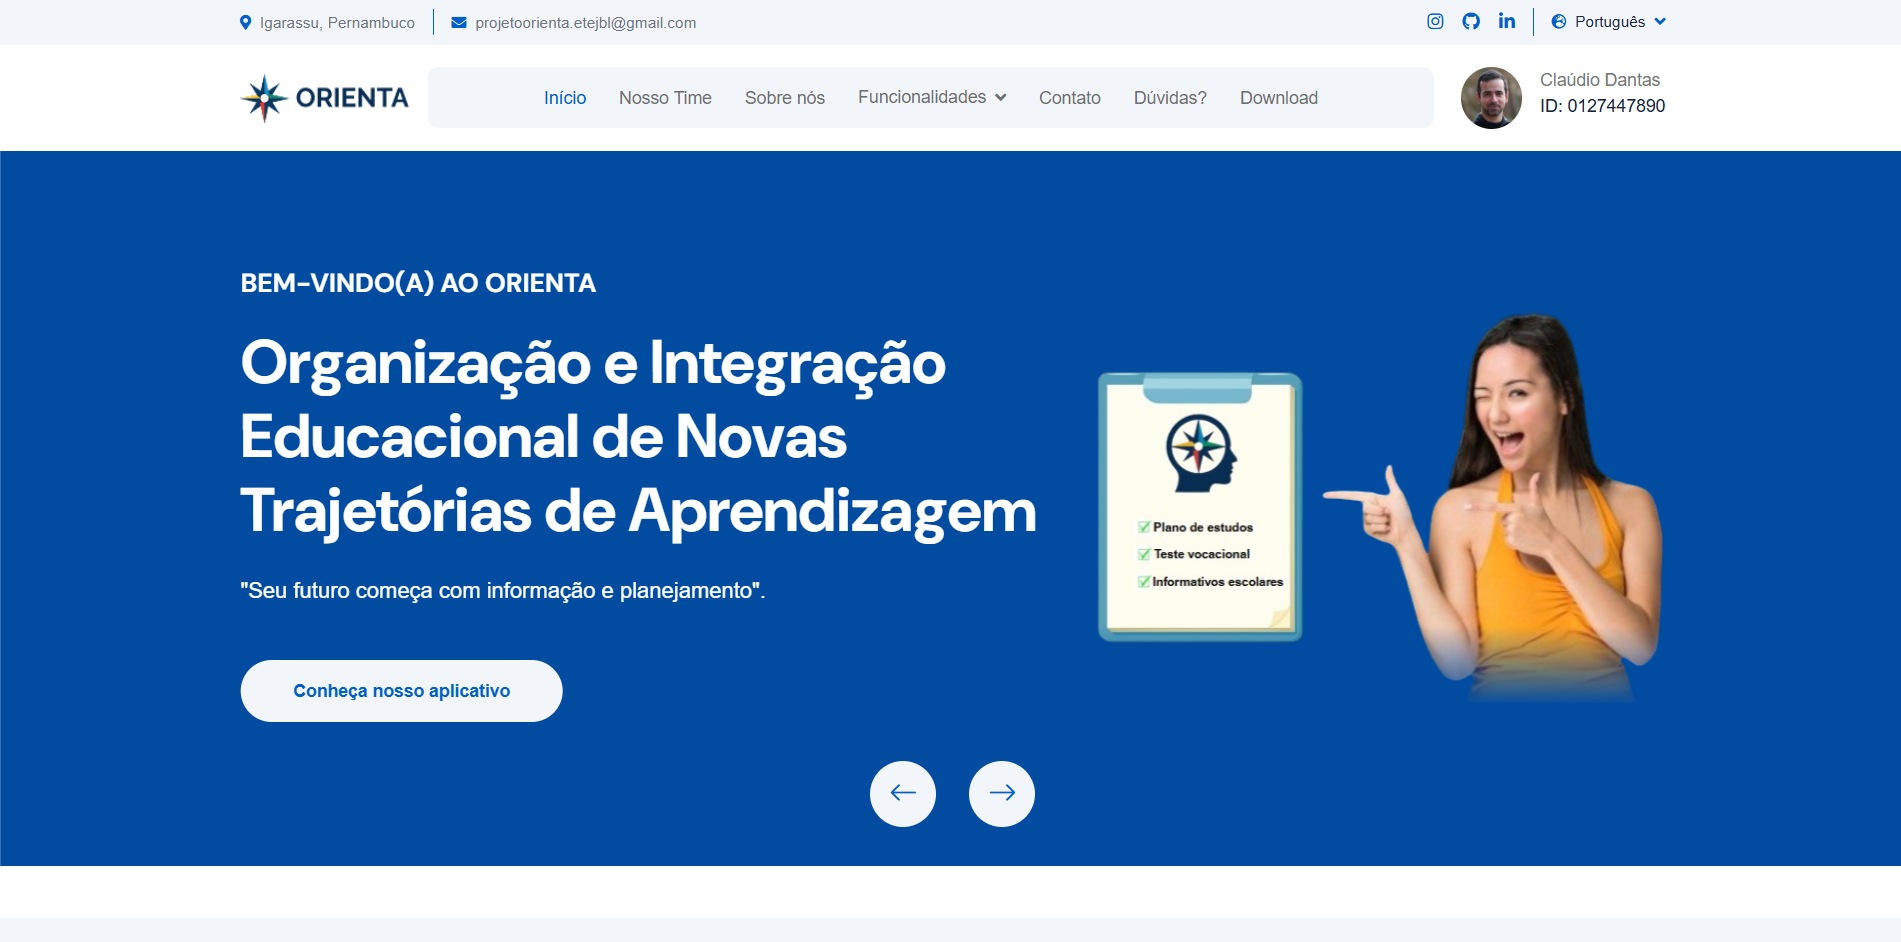 Igarassu, Pernambuco
projetoorienta.etejbl@gmail.com
Português
ORIENTA
Início
Nosso Time
Sobre nós
Funcionalidades
Contato
Dúvidas?
Download
Claúdio Dantas
ID: 0127447890
BEM-VINDO(A) AO ORIENTA
Organização e Integração
Educacional de Novas
Trajetórias de Aprendizagem
"Seu futuro começa com informação e planejamento".
Conheça nosso aplicativo
Plano de estudos
Teste vocacional
Informativos escolares